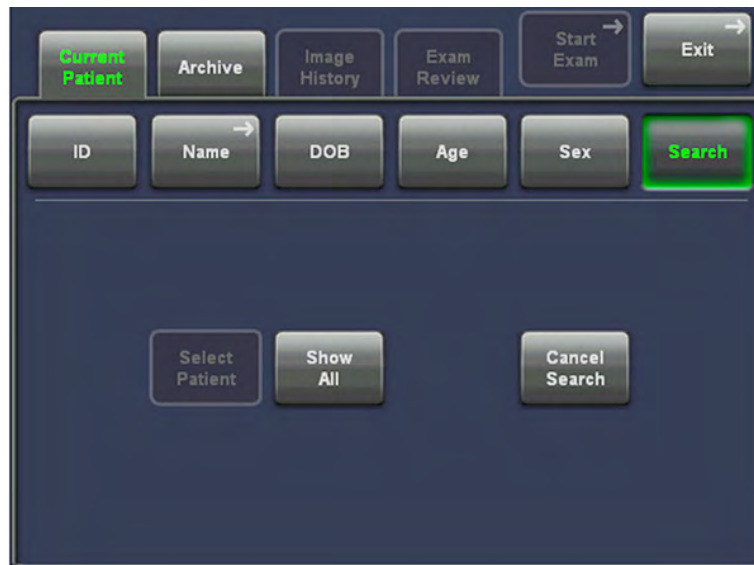 Current
Patient
Archive
Image
History
Exam
Review
Start
Exam
Exit
ID
Name
DOB
Age
Sex
Search
Select
Patient
Show
All
Cancel
Search